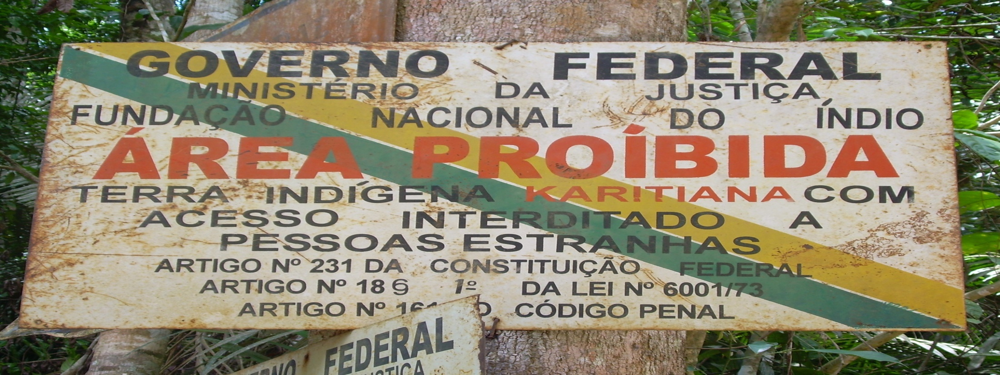 GOVERNO FEDERAL
MINISTÉRIO DA JUSTIÇA
FUNDAÇÃO NACIONAL DO ÍNDIO
ÁREA PROÍBIDA
TERRA INDÍGENA KARITIANA COM
ACESSO INTERDITADO A
PESSOAS ESTRANHAS
ARTIGO Nº 231 DA CONSTITUIÇÃO FEDERAL
ARTIGO Nº 18 § 1º DA LEI Nº 6001/73
ARTIGO Nº CÓDIGO PENAL
FEDERAL